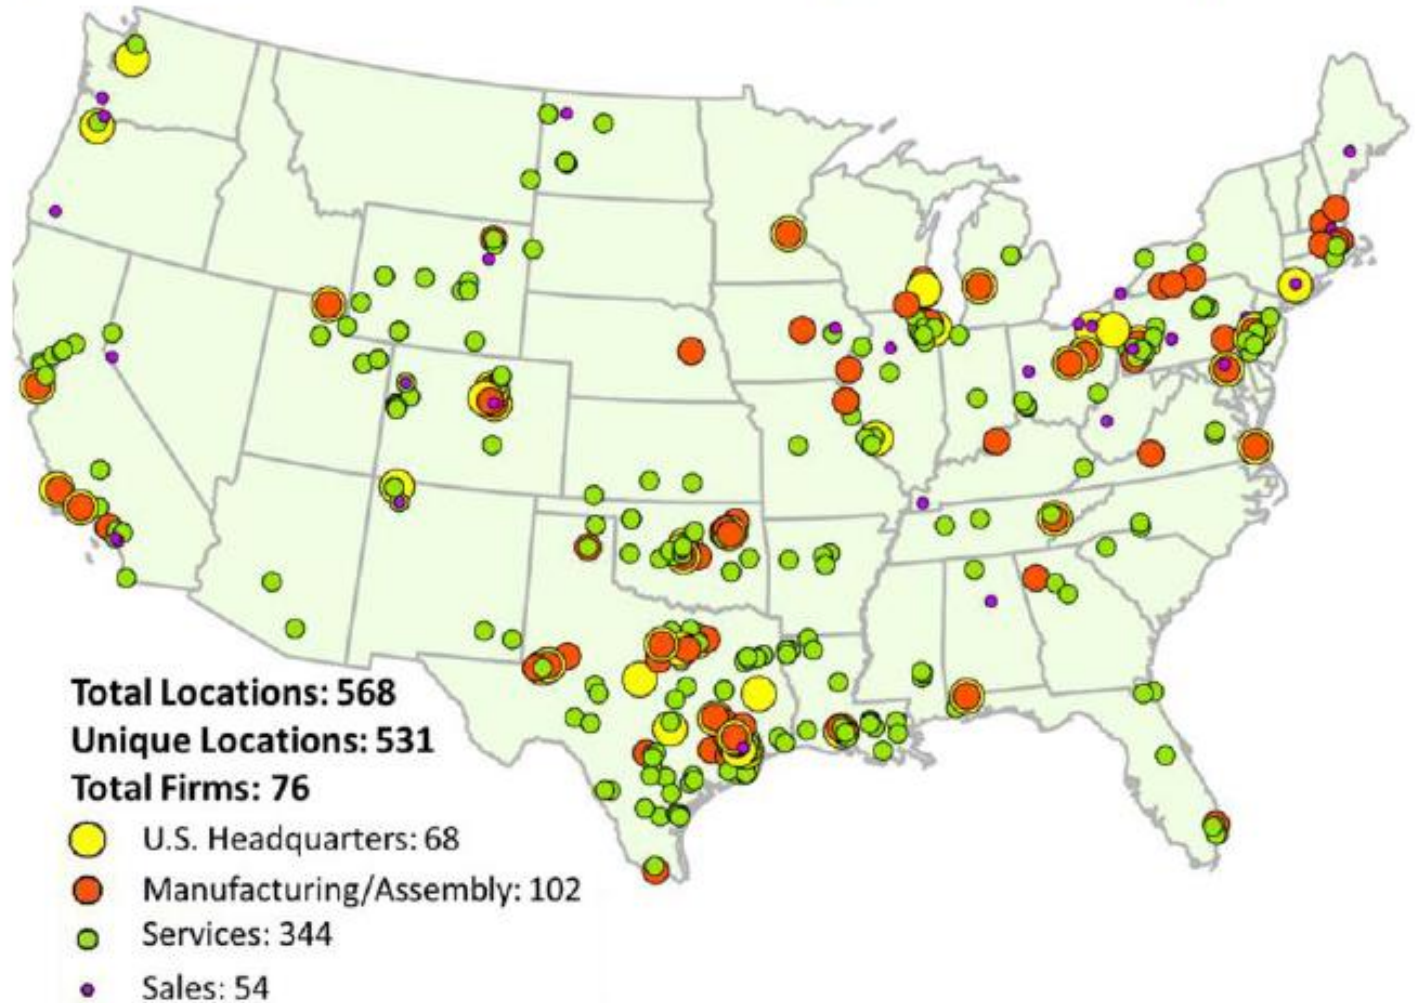 Total Locations: 568
Unique Locations: 531
Total Firms: 76
U.S. Headquarters: 68
Manufacturing/Assembly: 102
Services: 344
Sales: 54